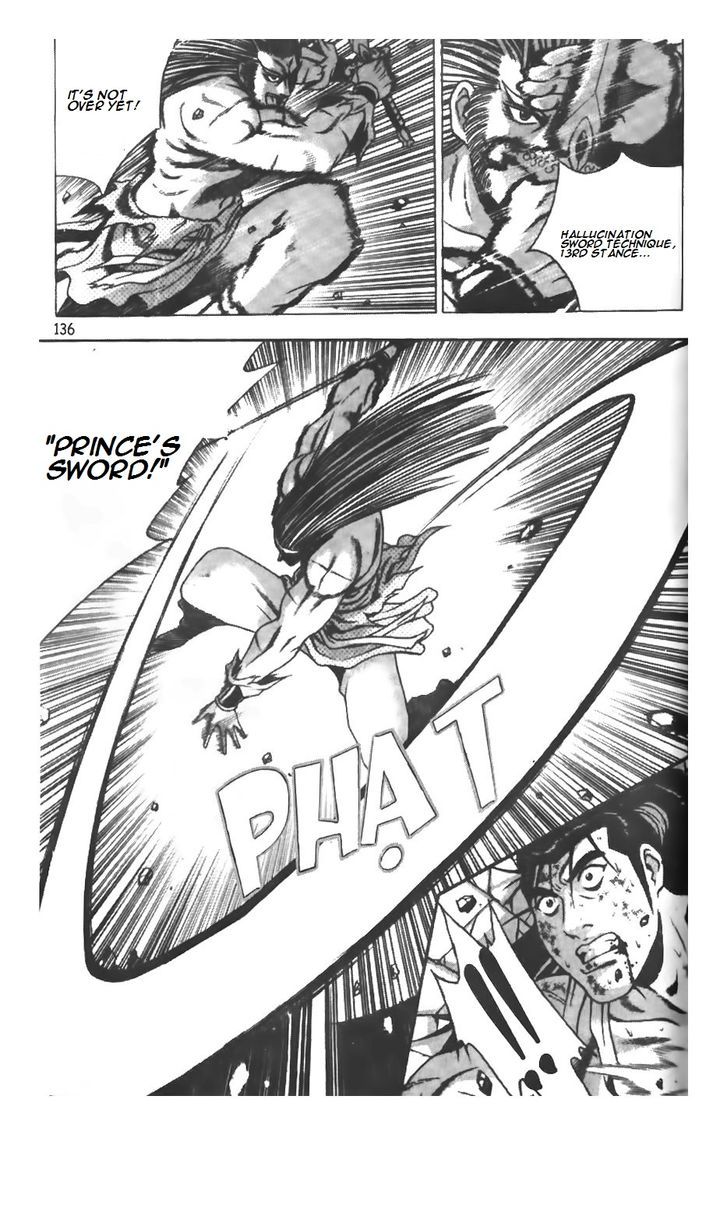 IT'S NOT
OVER YET!
HALLUCINATION
SWORD TECHNIQUE,
13RD STANCE...
136
"PRINCE'S
SWORD!"
PHẠT
!!